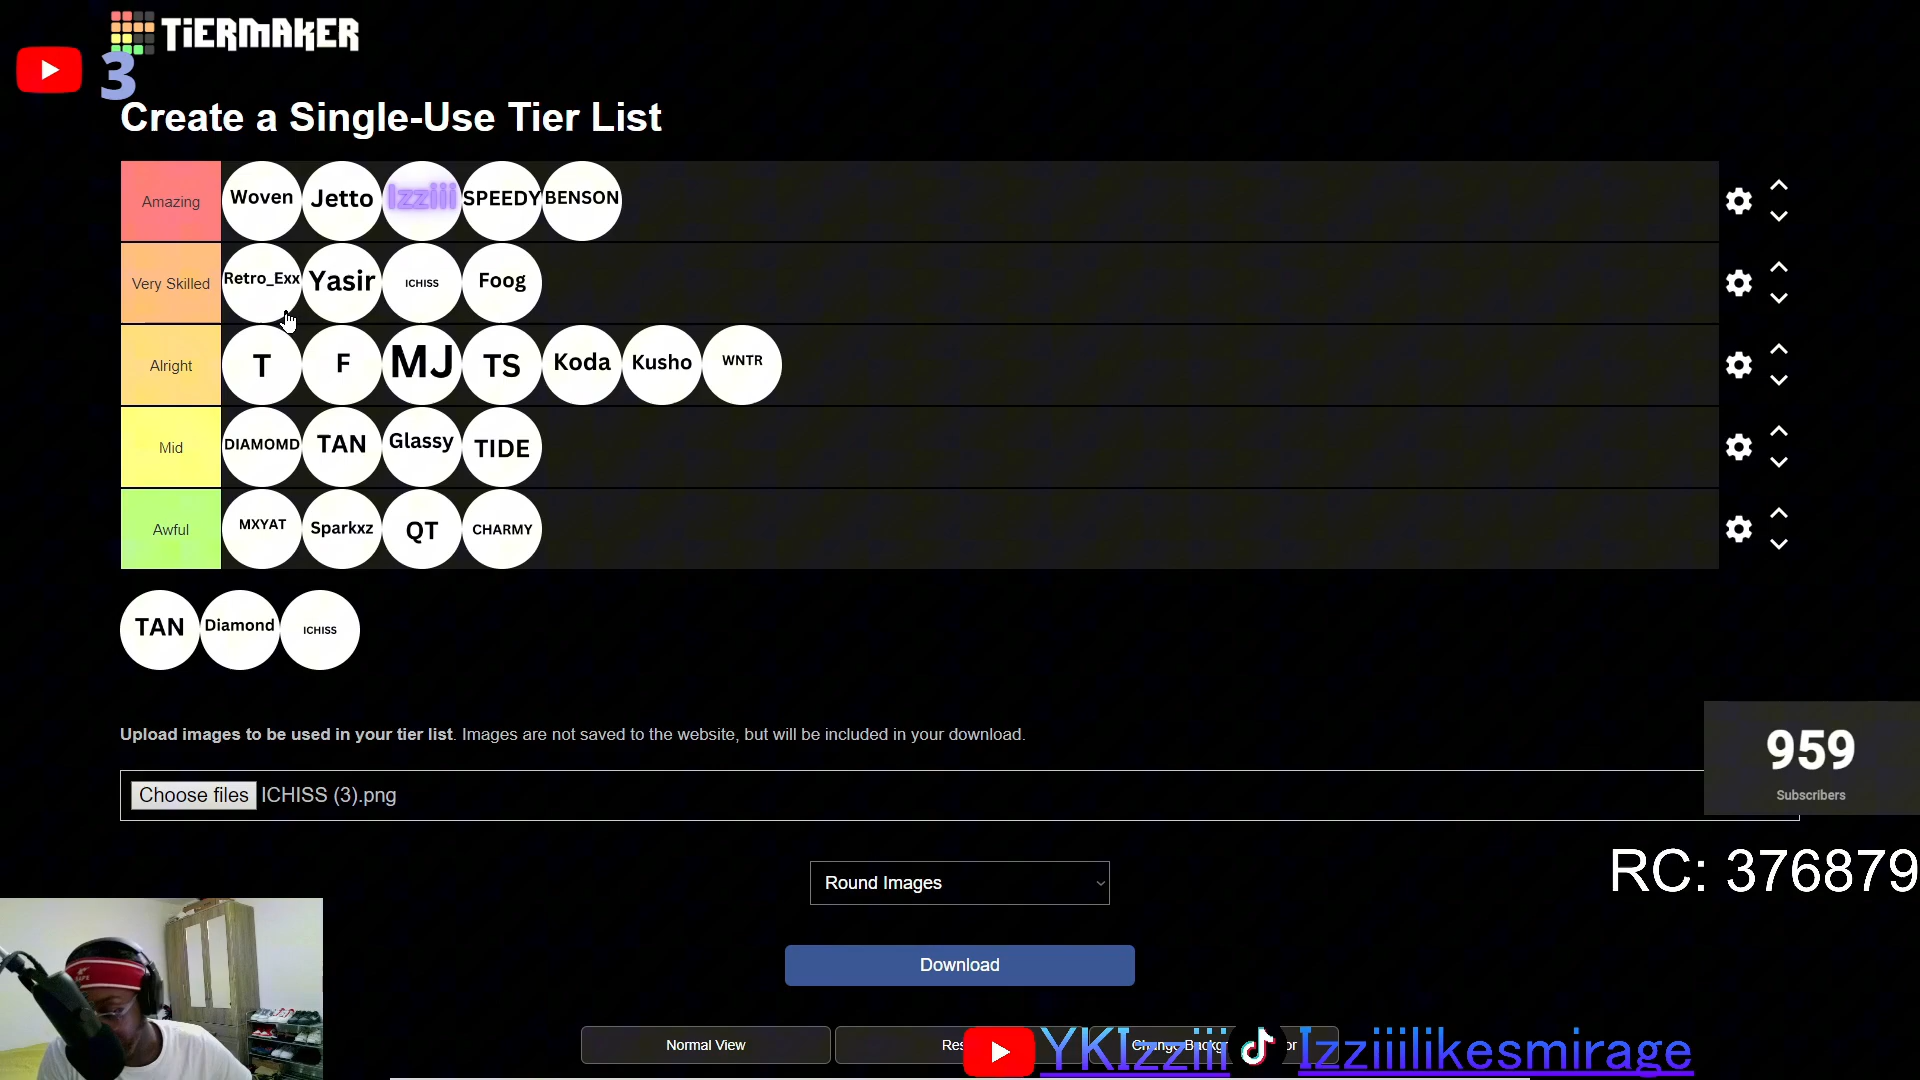 TiERMAKER
3
Create a Single-Use Tier List
Amazing Woven Jetto Izziii SPEEDY BENSON
Very Skilled Retro_Exx Yasir ICHISS Foog
Alright T F MJ TS Koda Kusho WNTR
Mid DIAMOMD TAN Glassy TIDE
Awful MXYAT Sparkxz QT CHARMY
TAN Diamond ICHISS
Upload images to be used in your tier list. Images are not saved to the website, but will be included in your download.
959
Subscribers
Choose files ICHISS (3).png
RC: 376879
Round Images
Download
Normal View
YKIzziii Izziiilikesmirage